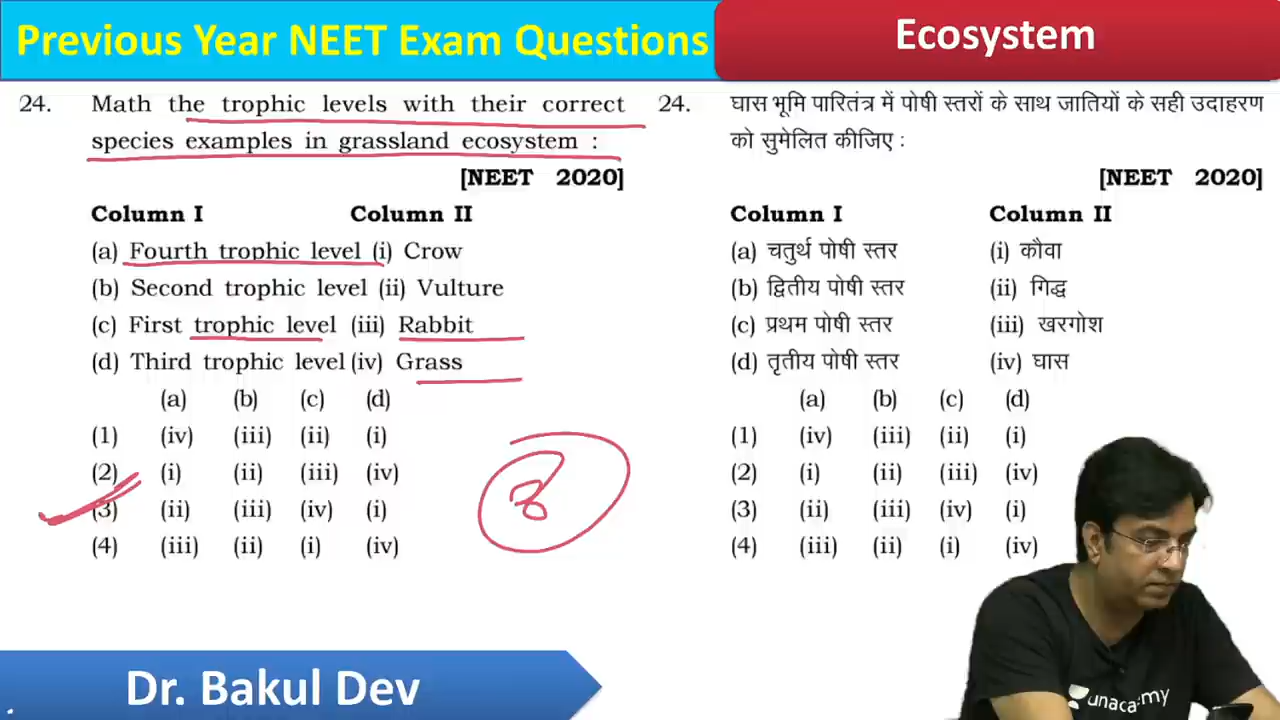 Previous Year NEET Exam Questions
Ecosystem
24. Math the trophic levels with their correct
species examples in grassland ecosystem :
[NEET 2020]
Column I Column II
(a) Fourth trophic level (i) Crow
(b) Second trophic level (ii) Vulture
(c) First trophic level (iii) Rabbit
(d) Third trophic level (iv) Grass
(a) (b) (c) (d)
(1) (iv) (iii) (ii) (i)
(2) (i) (ii) (iii) (iv)
(3) (ii) (iii) (iv) (i)
(4) (iii) (ii) (i) (iv)
3
24. घास भूमि पारितंत्र में पोषी स्तरों के साथ जातियों के सही उदाहरण
को सुमेलित कीजिए :
[NEET 2020]
Column I Column II
(a) चतुर्थ पोषी स्तर (i) कौवा
(b) द्वितीय पोषी स्तर (ii) गिद्ध
(c) प्रथम पोषी स्तर (iii) खरगोश
(d) तृतीय पोषी स्तर (iv) घास
(a) (b) (c) (d)
(1) (iv) (iii) (ii) (i)
(2) (i) (ii) (iii) (iv)
(3) (ii) (iii) (iv) (i)
(4) (iii) (ii) (i) (iv)
Dr. Bakul Dev
unacademy